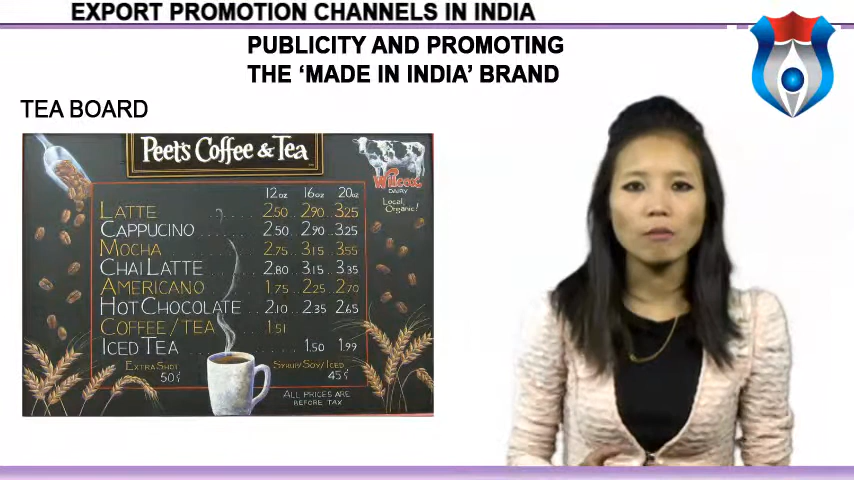 EXPORT PROMOTION CHANNELS IN INDIA
PUBLICITY AND PROMOTING
THE ‘MADE IN INDIA’ BRAND
TEA BOARD
Peet's Coffee & Tea
Wilcox
DAIRY
Local, Organic!
12oz 16oz 20oz
LATTE 2.50 2.90 3.25
CAPPUCINO 2.50 2.90 3.25
MOCHA 2.75 3.15 3.55
CHAI LATTE 2.80 3.15 3.35
AMERICANO 1.75 2.25 2.70
HOT CHOCOLATE 2.10 2.35 2.65
COFFEE/TEA 1.51
ICED TEA 1.50 1.99
EXTRA SHOT 50¢
SYRUP/SOY/ICED 45¢
ALL PRICES ARE
BEFORE TAX